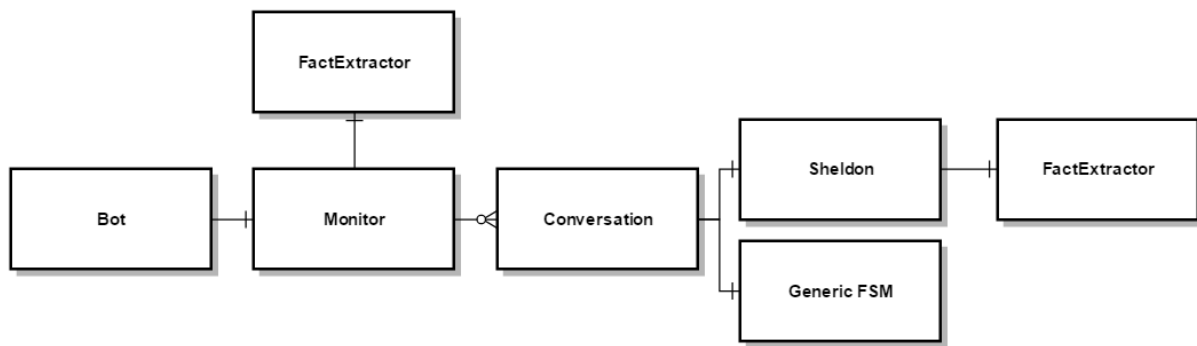 FactExtractor
Bot
Monitor
Conversation
Sheldon
FactExtractor
Generic FSM